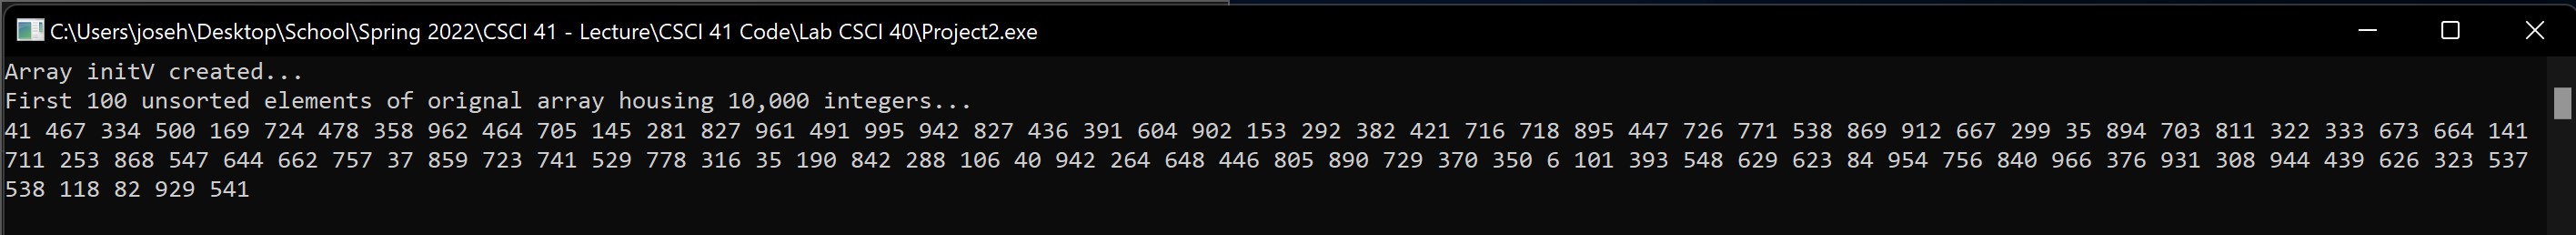 C:\Users\joseh\Desktop\School\Spring 2022\CSCI 41 - Lecture\CSCI 41 Code\Lab CSCI 40\Project2.exe
Array initV created...
First 100 unsorted elements of orignal array housing 10,000 integers...
41 467 334 500 169 724 478 358 962 464 705 145 281 827 961 491 995 942 827 436 391 604 902 153 292 382 421 716 718 895 447 726 771 538 869 912 667 299 35 894 703 811 322 333 673 664 141
711 253 868 547 644 662 757 37 859 723 741 529 778 316 35 190 842 288 106 40 942 264 648 446 805 890 729 370 350 6 101 393 548 629 623 84 954 756 840 966 376 931 308 944 439 626 323 537
538 118 82 929 541